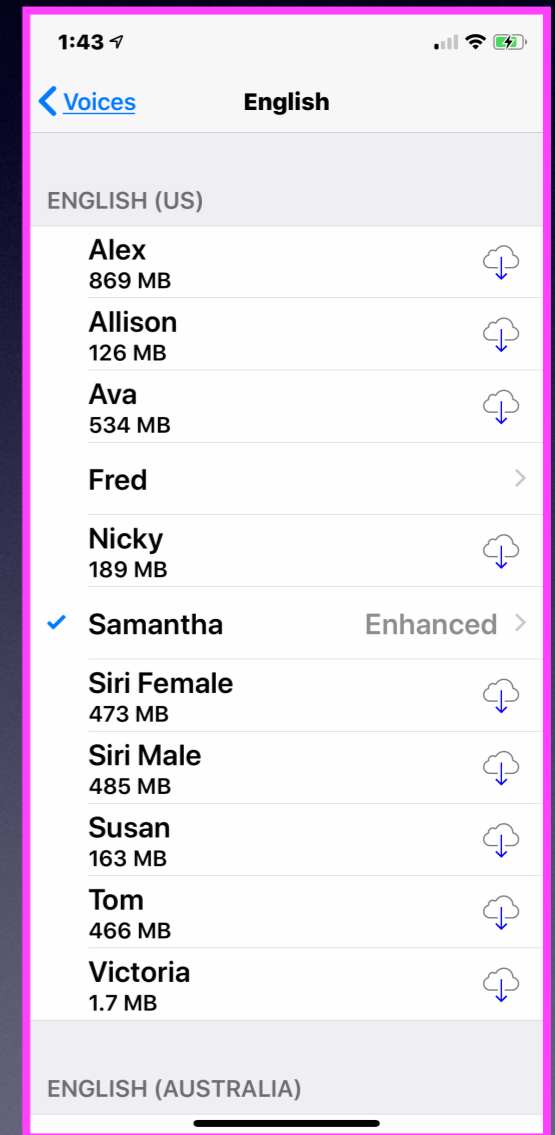 1:43
Voices English
ENGLISH (US)
Alex
869 MB
Allison
126 MB
Ava
534 MB
Fred
Nicky
189 MB
Samantha Enhanced
Siri Female
473 MB
Siri Male
485 MB
Susan
163 MB
Tom
466 MB
Victoria
1.7 MB
ENGLISH (AUSTRALIA)